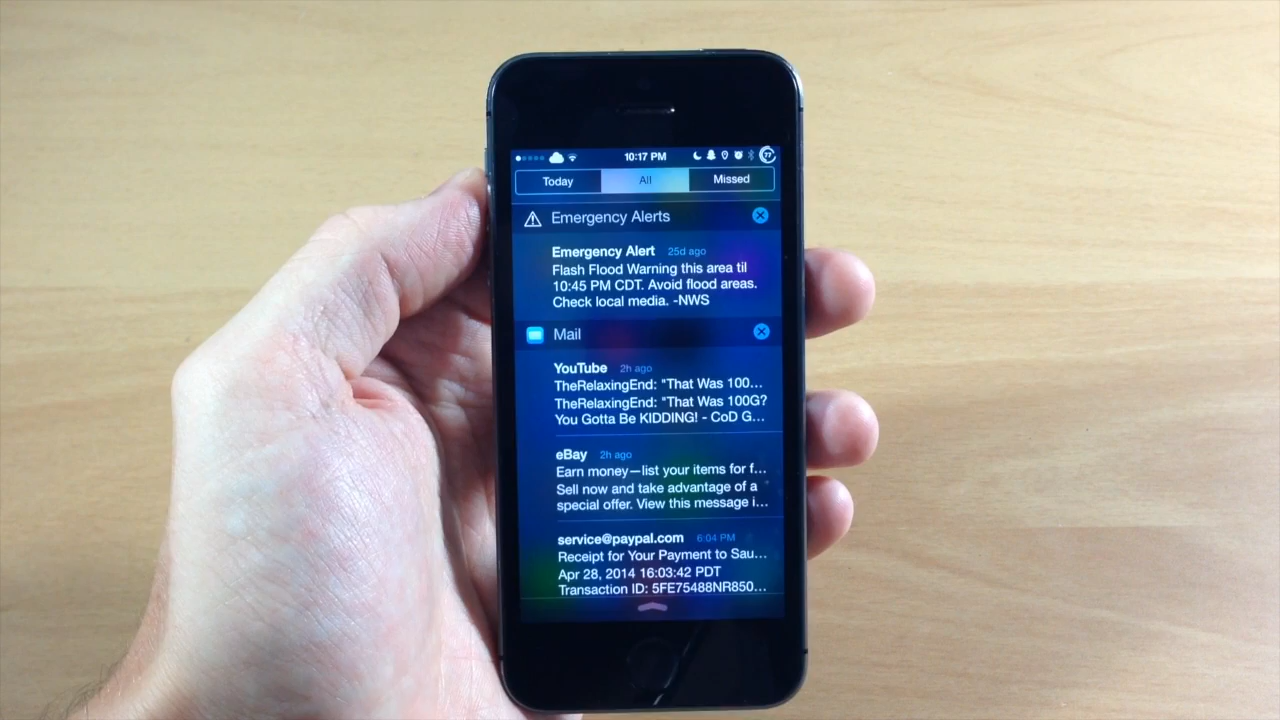 10:17 PM 77
Today All Missed
Emergency Alerts
Emergency Alert 25d ago
Flash Flood Warning this area til
10:45 PM CDT. Avoid flood areas.
Check local media. -NWS
Mail
YouTube 2h ago
TheRelaxingEnd: "That Was 100...
TheRelaxingEnd: "That Was 100G?
You Gotta Be KIDDING! - CoD G...
eBay 2h ago
Earn money—list your items for f...
Sell now and take advantage of a
special offer. View this message i...
service@paypal.com 6:04 PM
Receipt for Your Payment to Sau...
Apr 28, 2014 16:03:42 PDT
Transaction ID: 5FE75488NR850...